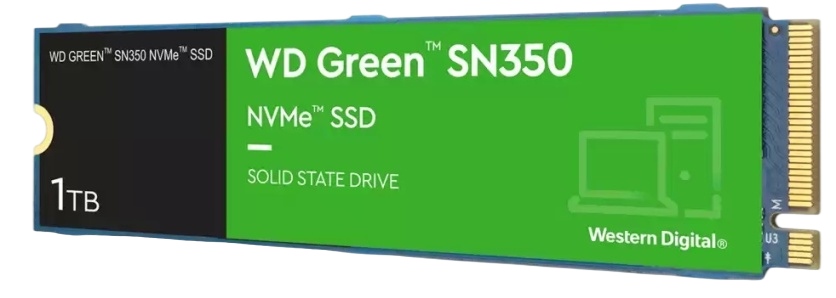 WD GREEN™ SN350 NVMe™ SSD
1TB
WD Green™ SN350
NVMe™ SSD
SOLID STATE DRIVE
Western Digital®
M
U3